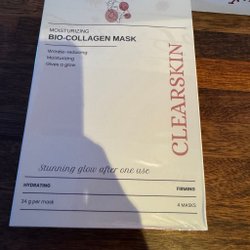 MOISTURIZING
BIO-COLLAGEN MASK
Wrinkle-reducing
Moisturizing
Gives a glow
CLEARSKIN
Stunning glow after one use
HYDRATING
FIRMING
34 g per mask
4 MASKS